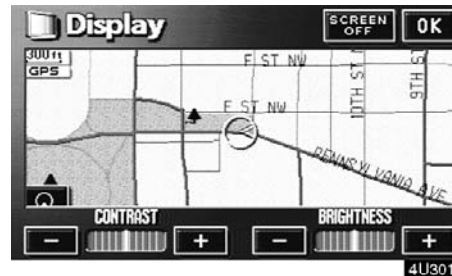 Display
SCREEN OFF
OK
300ft
GPS
E ST NW
E ST NW
10TH ST
9TH ST
PENNSYLVANIA AVE
CONTRAST
BRIGHTNESS
- +
- +
4U301